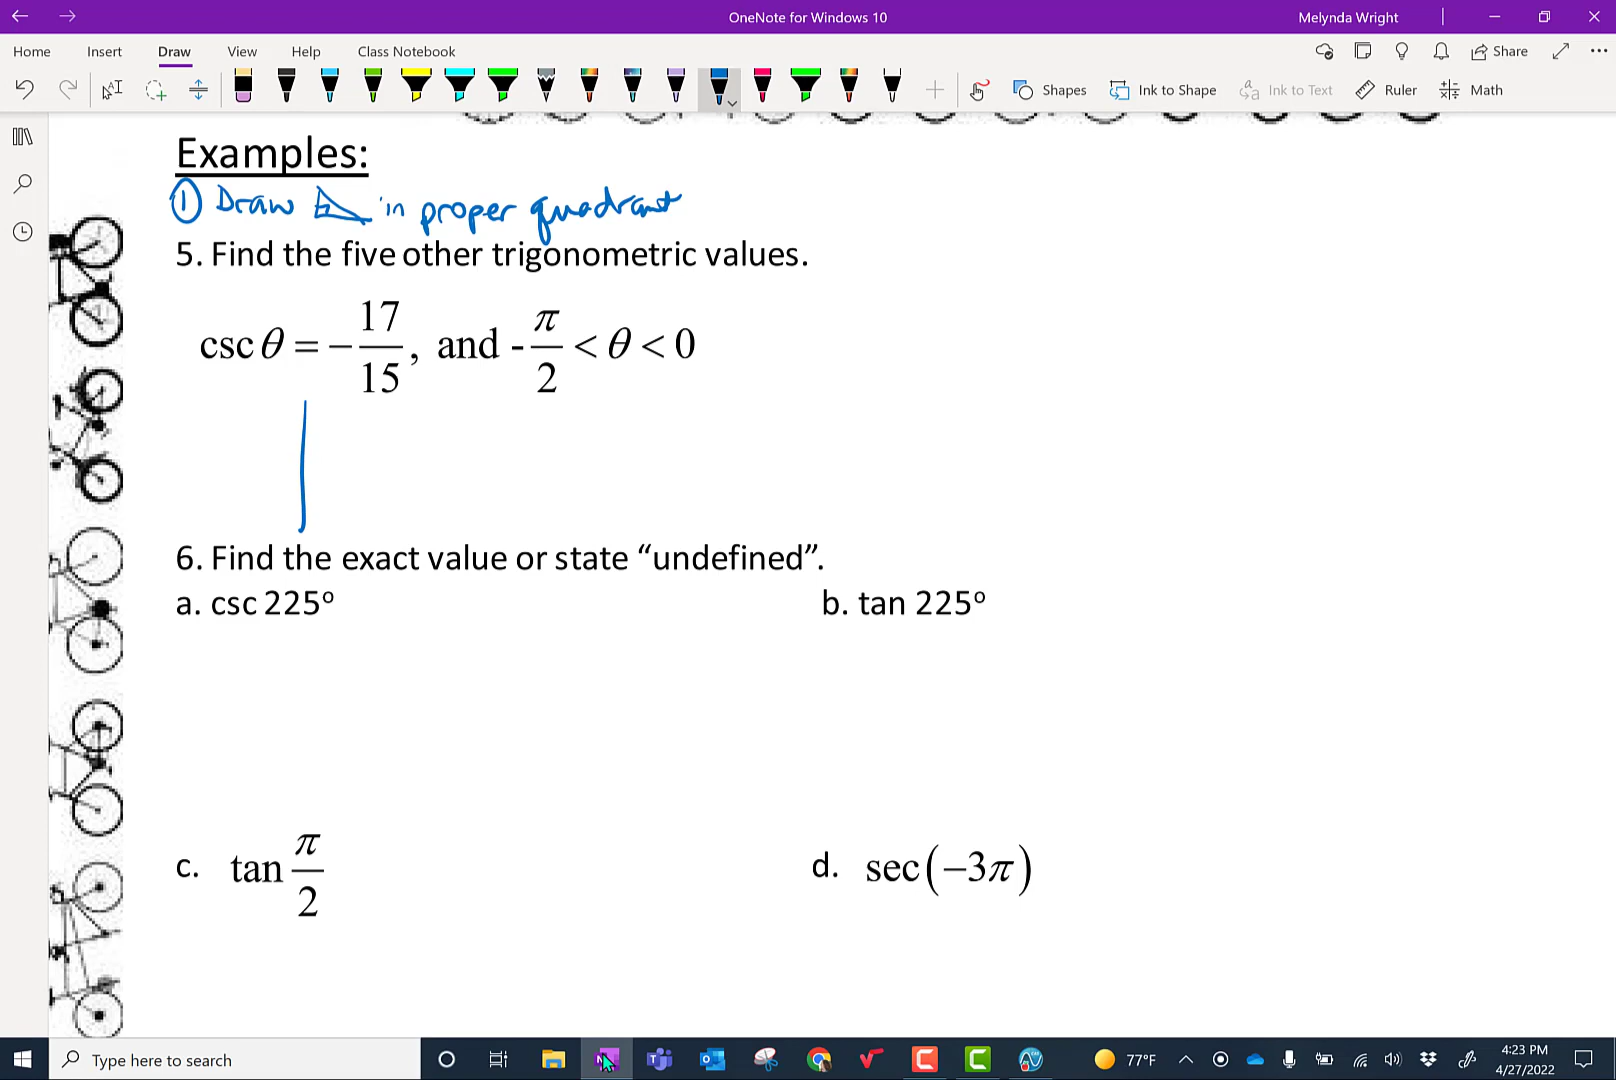 OneNote for Windows 10
Melynda Wright
Home Insert Draw View Help Class Notebook
Share
Shapes Ink to Shape Ink to Text Ruler Math
Examples:
① Draw in proper quadrant
5. Find the five other trigonometric values.
csc θ = −17/15, and -π/2 < θ < 0
6. Find the exact value or state “undefined”.
a. csc 225° b. tan 225°
c. tan π/2 d. sec(−3π)
Type here to search
77°F
4:23 PM
4/27/2022